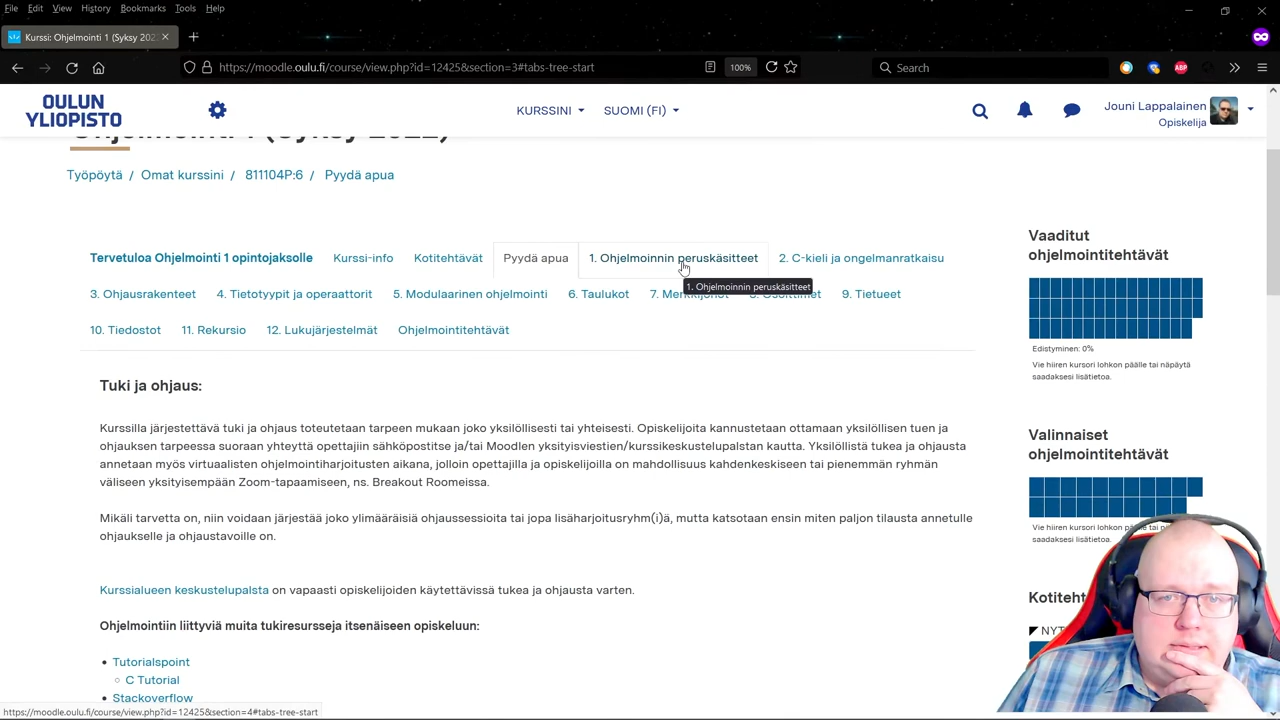 File Edit View History Bookmarks Tools Help
Kurssi: Ohjelmointi 1 (Syksy 202
https://moodle.oulu.fi/course/view.php?id=12425&section=3#tabs-tree-start
100%
Search
ABP
OULUN
YLIOPISTO
KURSSINI
SUOMI (FI)
Jouni Lappalainen
Opiskelija
Ohjelmointi 1 (Syksy 2022)
Työpöytä / Omat kurssini / 811104P:6 / Pyydä apua
Tervetuloa Ohjelmointi 1 opintojaksolle Kurssi-info Kotitehtävät Pyydä apua 1. Ohjelmoinnin peruskäsitteet 2. C-kieli ja ongelmanratkaisu
1. Ohjelmoinnin peruskäsitteet
3. Ohjausrakenteet 4. Tietotyypit ja operaattorit 5. Modulaarinen ohjelmointi 6. Taulukot 7. Merkkijonot 8. Osoittimet 9. Tietueet
10. Tiedostot 11. Rekursio 12. Lukujärjestelmät Ohjelmointitehtävät
Tuki ja ohjaus:
Kurssilla järjestettävä tuki ja ohjaus toteutetaan tarpeen mukaan joko yksilöllisesti tai yhteisesti. Opiskelijoita kannustetaan ottamaan yksilöllisen tuen ja
ohjauksen tarpeessa suoraan yhteyttä opettajiin sähköpostitse ja/tai Moodlen yksityisviestien/kurssikeskustelupalstan kautta. Yksilöllistä tukea ja ohjausta
annetaan myös virtuaalisten ohjelmointiharjoitusten aikana, jolloin opettajilla ja opiskelijoilla on mahdollisuus kahdenkeskiseen tai pienemmän ryhmän
väliseen yksityisempään Zoom-tapaamiseen, ns. Breakout Roomeissa.
Mikäli tarvetta on, niin voidaan järjestää joko ylimääräisiä ohjaussessioita tai jopa lisäharjoitusryhm(i)ä, mutta katsotaan ensin miten paljon tilausta annetulle
ohjaukselle ja ohjaustavoille on.
Kurssialueen keskustelupalsta on vapaasti opiskelijoiden käytettävissä tukea ja ohjausta varten.
Ohjelmointiin liittyviä muita tukiresursseja itsenäiseen opiskeluun:
Tutorialspoint
C Tutorial
Stackoverflow
Vaaditut
ohjelmointitehtävät
Edistyminen: 0%
Vie hiiren kursori lohkon päälle tai näpäytä
saadaksesi lisätietoa.
Valinnaiset
ohjelmointitehtävät
Vie hiiren kursori lohkon päälle tai
saadaksesi lisätietoa.
Kotiteht
NYT
https://moodle.oulu.fi/course/view.php?id=12425&section=4#tabs-tree-start